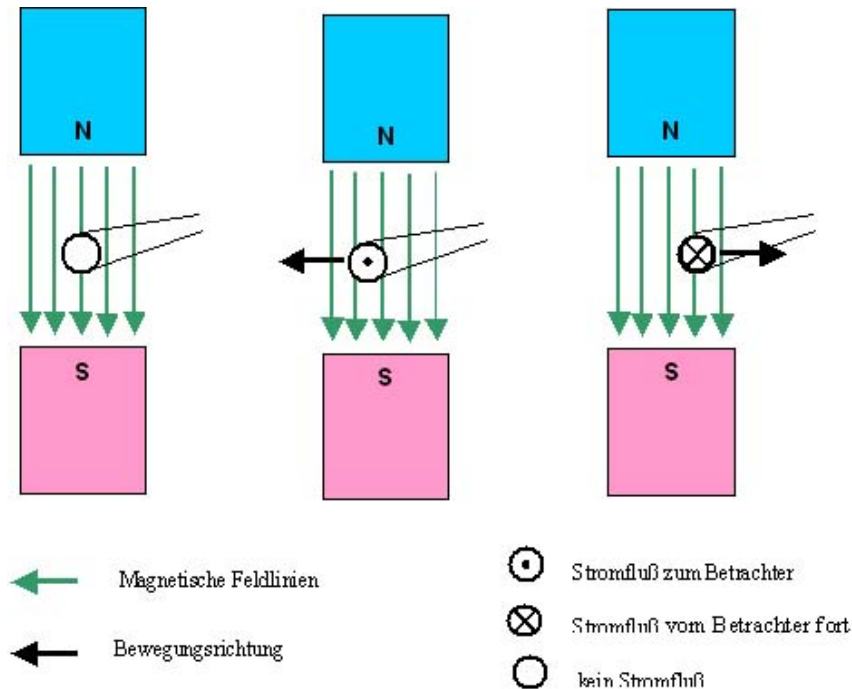 N N N
S S S
Magnetische Feldlinien
Bewegungsrichtung
Stromfluß zum Betrachter
Stromfluß vom Betrachter fort
kein Stromfluß